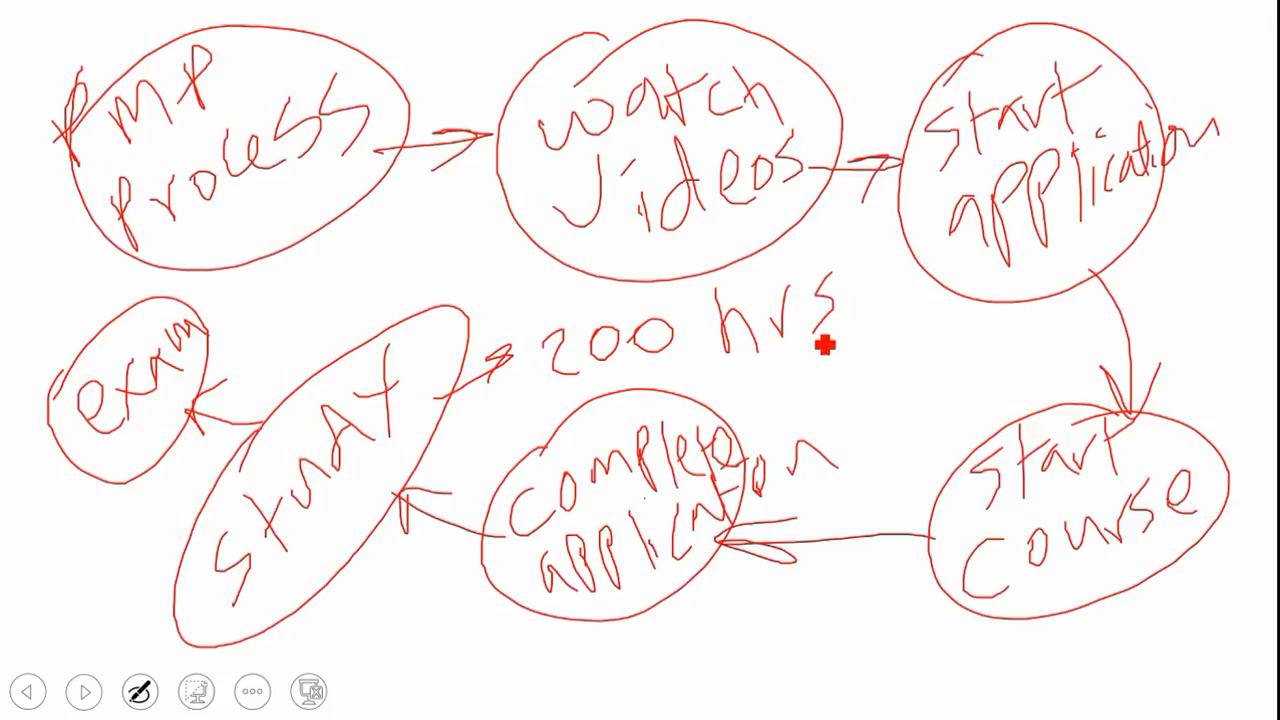 PMP
process
watch
videos
start
application
start
course
complete
application
Study
200 hrs
exam